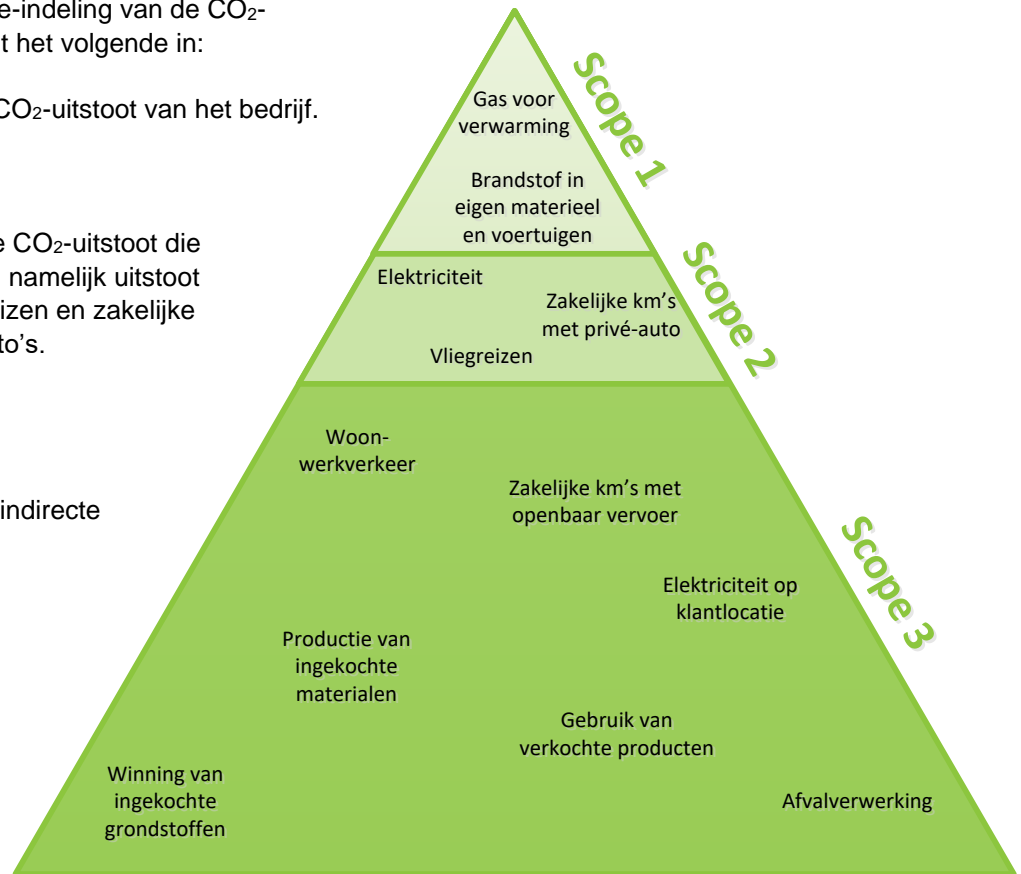 e-indeling van de CO2-
t het volgende in:
CO2-uitstoot van het bedrijf.
e CO2-uitstoot die
namelijk uitstoot
izen en zakelijke
to's.
indirecte
Scope 1
Gas voor
verwarming
Brandstof in
eigen materieel
en voertuigen
Scope 2
Elektriciteit
Zakelijke km's
met privé-auto
Vliegreizen
Scope 3
Woon-
werkverkeer
Zakelijke km's met
openbaar vervoer
Elektriciteit op
klantlocatie
Productie van
ingekochte
materialen
Gebruik van
verkochte producten
Winning van
ingekochte
grondstoffen
Afvalverwerking